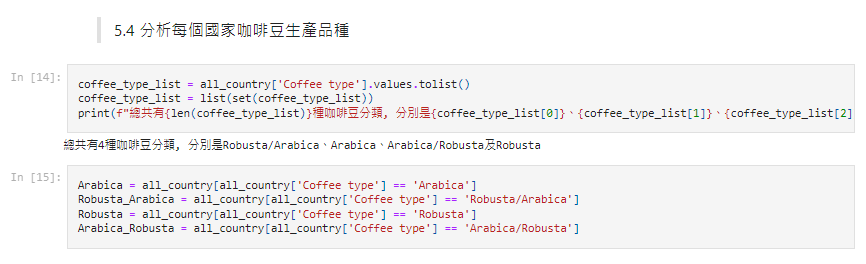 5.4 分析每個國家咖啡豆生產品種
In [14]:
coffee_type_list = all_country['Coffee type'].values.tolist()
coffee_type_list = list(set(coffee_type_list))
print(f"總共有{len(coffee_type_list)}種咖啡豆分類, 分別是{coffee_type_list[0]}、{coffee_type_list[1]}、{coffee_type_list[2]
總共有4種咖啡豆分類, 分別是Robusta/Arabica、Arabica、Arabica/Robusta及Robusta
In [15]:
Arabica = all_country[all_country['Coffee type'] == 'Arabica']
Robusta_Arabica = all_country[all_country['Coffee type'] == 'Robusta/Arabica']
Robusta = all_country[all_country['Coffee type'] == 'Robusta']
Arabica_Robusta = all_country[all_country['Coffee type'] == 'Arabica/Robusta']